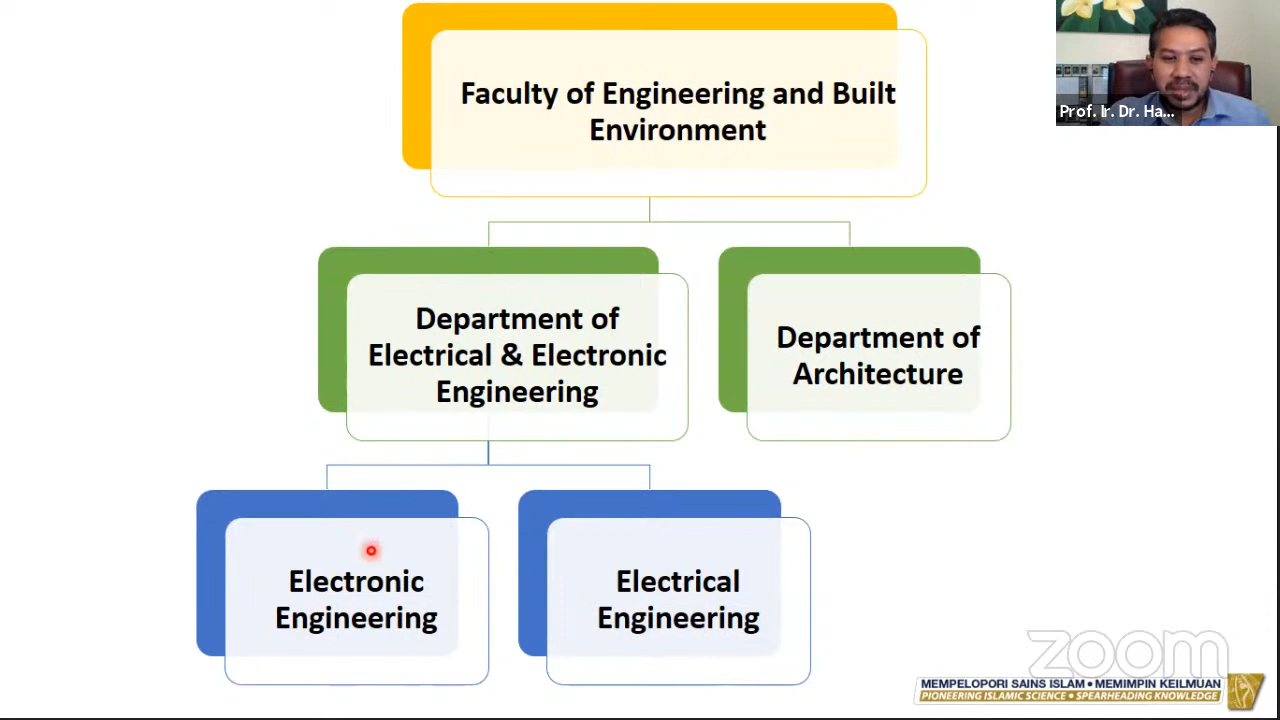 Faculty of Engineering and Built
Environment
Prof. Ir. Dr. Ha...
Department of
Electrical & Electronic
Engineering
Department of
Architecture
Electronic
Engineering
Electrical
Engineering
zoom
MEMPELOPORI SAINS ISLAM • MEMIMPIN KEILMUAN
PIONEERING ISLAMIC SCIENCE • SPEARHEADING KNOWLEDGE